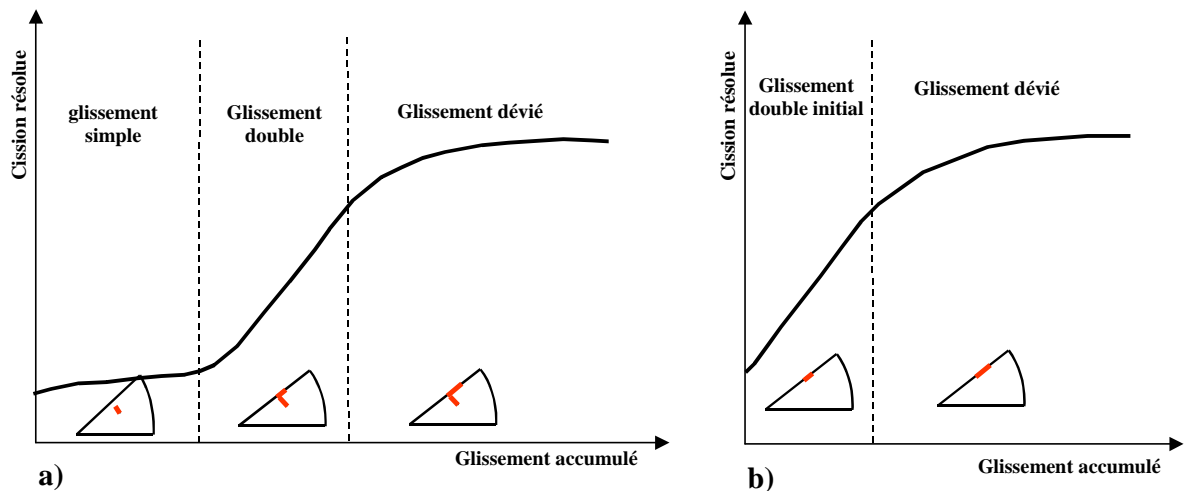 Cission résolue
glissement
simple
Glissement
double
Glissement dévié
Glissement accumulé
a)
Cission résolue
Glissement
double initial
Glissement dévié
Glissement accumulé
b)